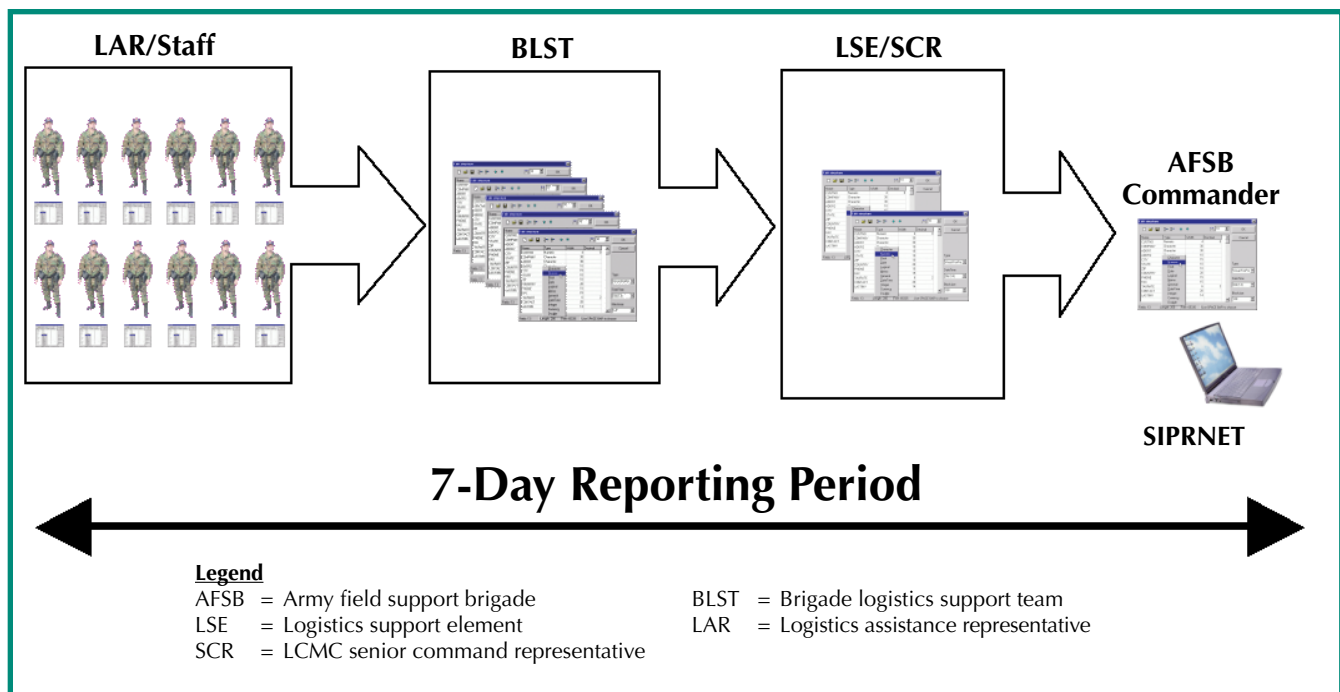 LAR/Staff
BLST
LSE/SCR
AFSB
Commander
SIPRNET
7-Day Reporting Period
Legend
AFSB = Army field support brigade
LSE = Logistics support element
SCR = LCMC senior command representative
BLST = Brigade logistics support team
LAR = Logistics assistance representative